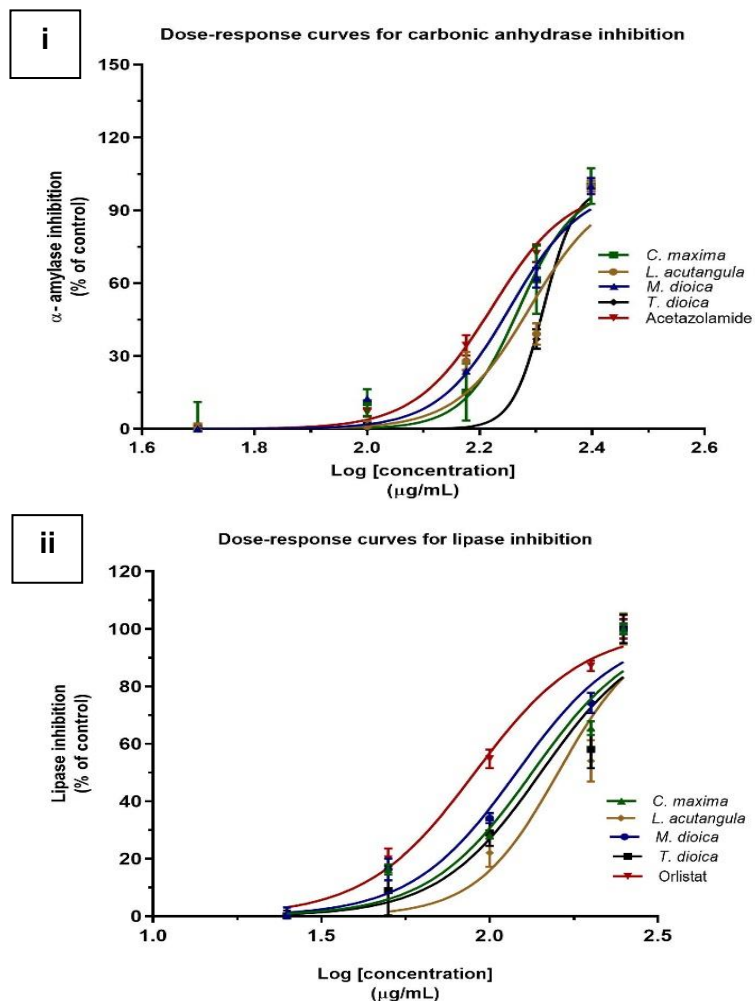 i
Dose-response curves for carbonic anhydrase inhibition
α- amylase inhibition
(% of control)
150
120
90
60
30
0
1.6
1.8
2.0
2.2
2.4
2.6
Log [concentration]
(μg/mL)
C. maxima
L. acutangula
M. dioica
T. dioica
Acetazolamide
ii
Dose-response curves for lipase inhibition
Lipase inhibition
(% of control)
120
100
80
60
40
20
0
1.0
1.5
2.0
2.5
Log [concentration]
(μg/mL)
C. maxima
L. acutangula
M. dioica
T. dioica
Orlistat